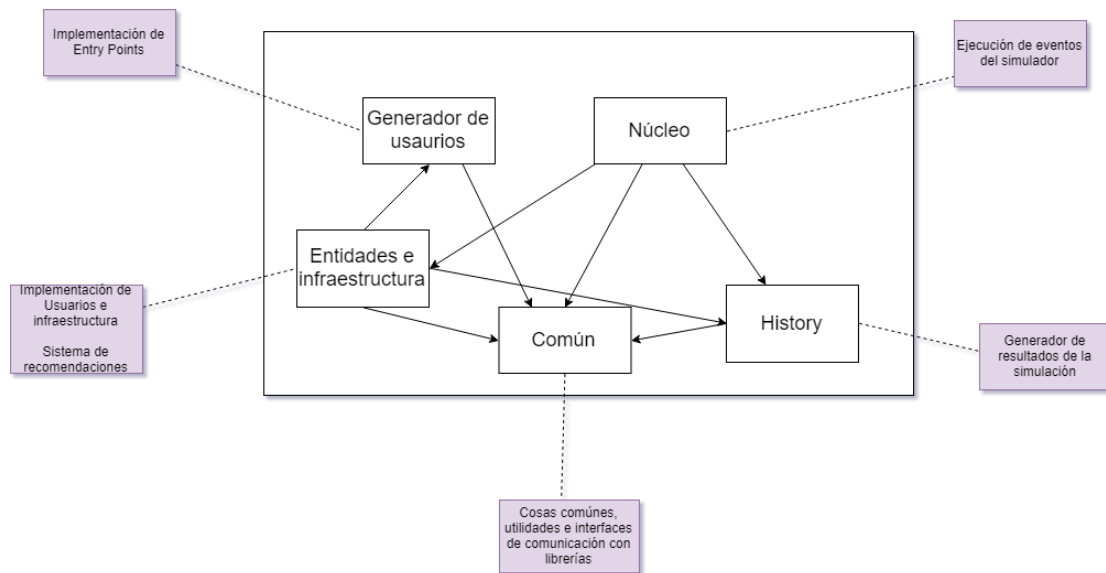 Implementación de
Entry Points
Ejecución de eventos
del simulador
Generador de
usaurios
Núcleo
Entidades e
infraestructura
Implementación de
Usuarios e
infraestructura
Sistema de
recomendaciones
Común
History
Generador de
resultados de la
simulación
Cosas comúnes,
utilidades e interfaces
de comunicación con
librerías